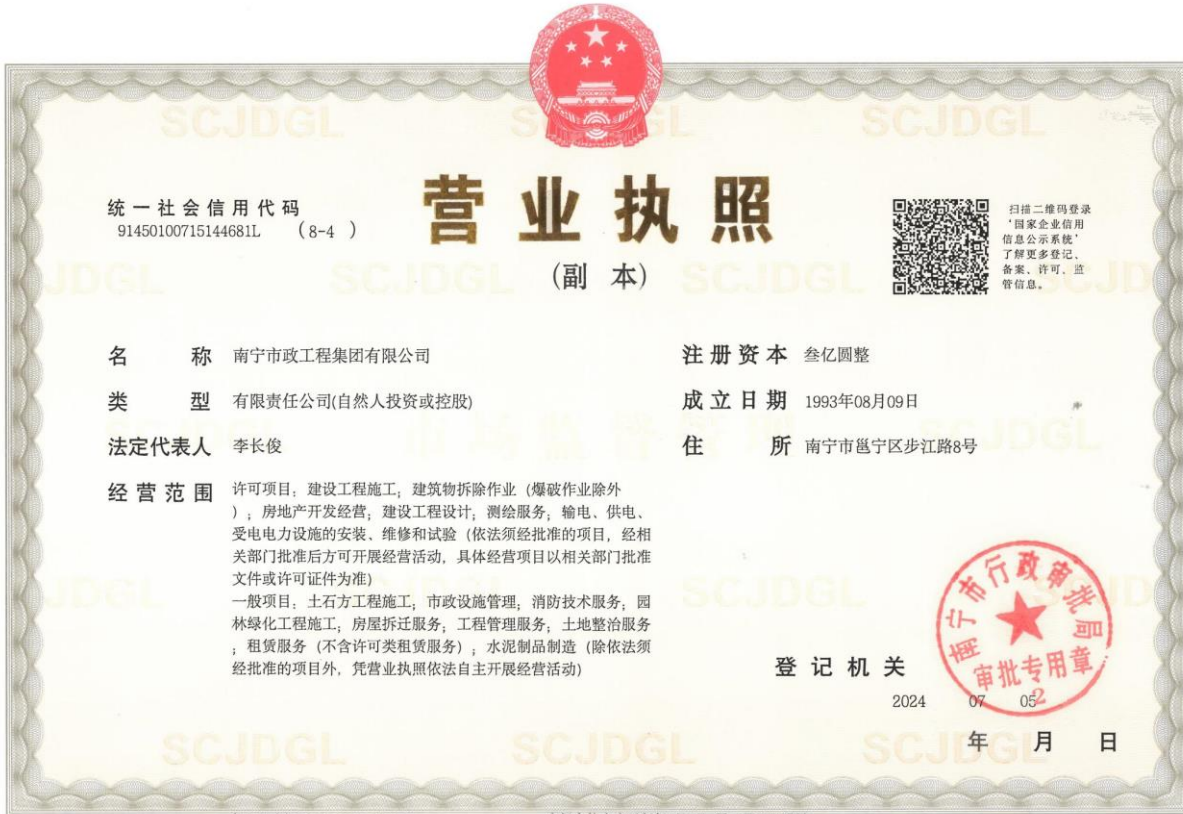 营业执照
(副 本)
统一社会信用代码
91450100715144681L (8-4 )
扫描二维码登录
‘国家企业信用
信息公示系统’
了解更多登记、
备案、许可、监
管信息。
名 称 南宁市政工程集团有限公司
类 型 有限责任公司(自然人投资或控股)
法定代表人 李长俊
经营范围 许可项目：建设工程施工；建筑物拆除作业（爆破作业除外
）；房地产开发经营；建设工程设计；测绘服务；输电、供电、
受电电力设施的安装、维修和试验（依法须经批准的项目，经相
关部门批准后方可开展经营活动，具体经营项目以相关部门批准
文件或许可证件为准）
一般项目：土石方工程施工；市政设施管理；消防技术服务；园
林绿化工程施工；房屋拆迁服务；工程管理服务；土地整治服务
；租赁服务（不含许可类租赁服务）；水泥制品制造（除依法须
经批准的项目外，凭营业执照依法自主开展经营活动）
注册资本 叁亿圆整
成立日期 1993年08月09日
住 所 南宁市邕宁区步江路8号
登记机关
南宁市行政审批局
审批专用章
2
2024 07 05
年 月 日
SCJDGL
市场监督管理